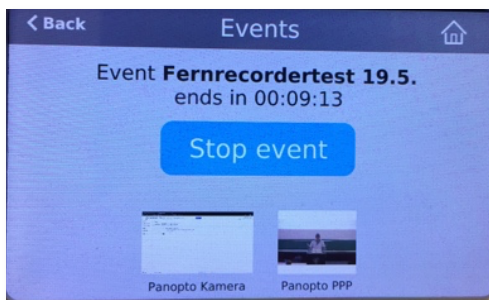 Back
Events
Event Fernrecordertest 19.5.
ends in 00:09:13
Stop event
Panopto Kamera
Panopto PPP